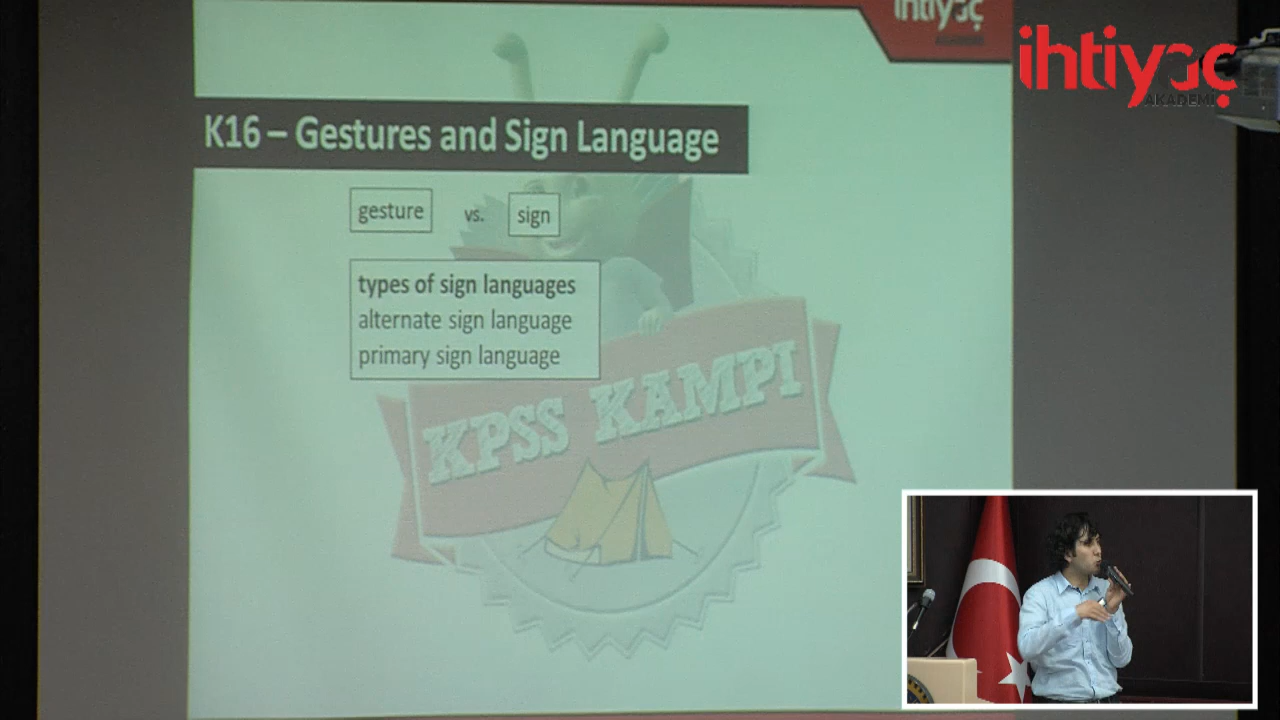 ihtiyaç
ihtiyaç
AKADEMİ
K16 – Gestures and Sign Language
gesture vs. sign
types of sign languages
alternate sign language
primary sign language
KPSS KAMPI